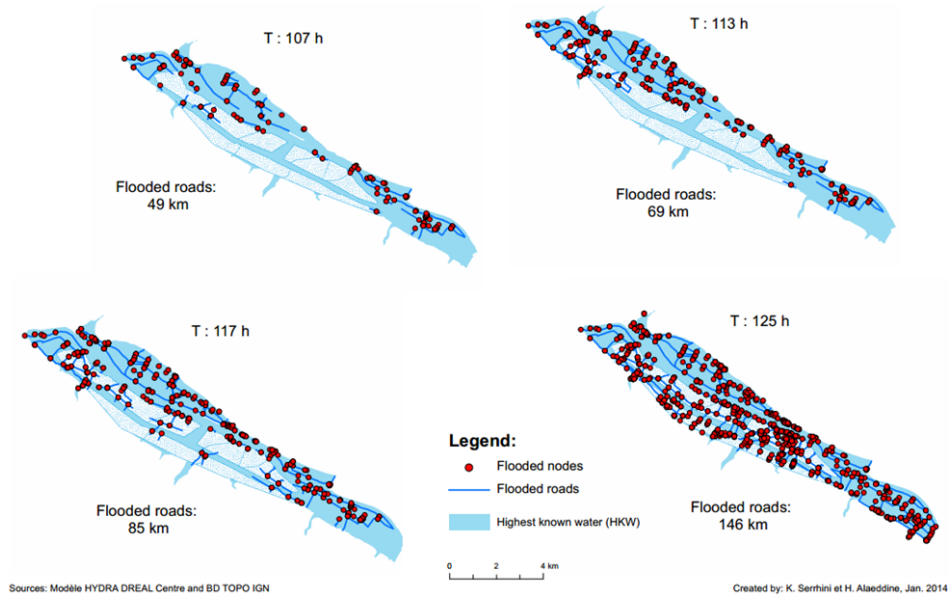 T : 107 h
Flooded roads:
49 km
T : 113 h
Flooded roads:
69 km
T : 117 h
Flooded roads:
85 km
T : 125 h
Flooded roads:
146 km
Legend:
Flooded nodes
Flooded roads
Highest known water (HKW)
0 2 4 km
Sources: Modèle HYDRA DREAL Centre and BD TOPO IGN
Created by: K. Serrhini et H. Alaeddine, Jan. 2014